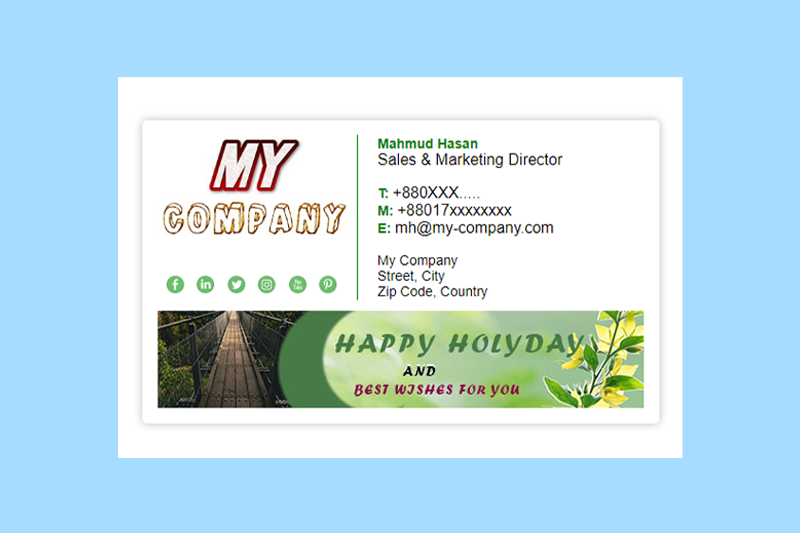 MY
COMPANY
Mahmud Hasan
Sales & Marketing Director
T: +880XXX.....
M: +88017xxxxxxxx
E: mh@my-company.com
My Company
Street, City
Zip Code, Country
HAPPY HOLYDAY
AND
BEST WISHES FOR YOU